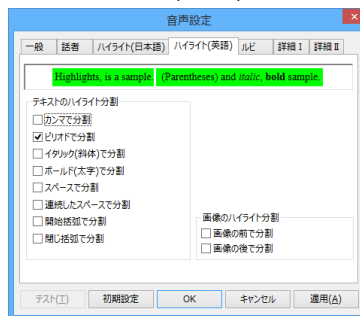 音声設定
一般 話者 ハイライト(日本語) ハイライト(英語) ルビ 詳細Ⅰ 詳細Ⅱ
Highlights, is a sample. (Parentheses) and italic, bold sample.
テキストのハイライト分割
カンマで分割
ピリオドで分割
イタリック(斜体)で分割
ボールド(太字)で分割
スペースで分割
連続したスペースで分割
開始括弧で分割
閉じ括弧で分割
画像のハイライト分割
画像の前で分割
画像の後で分割
テスト(T) 初期設定 OK キャンセル 適用(A)